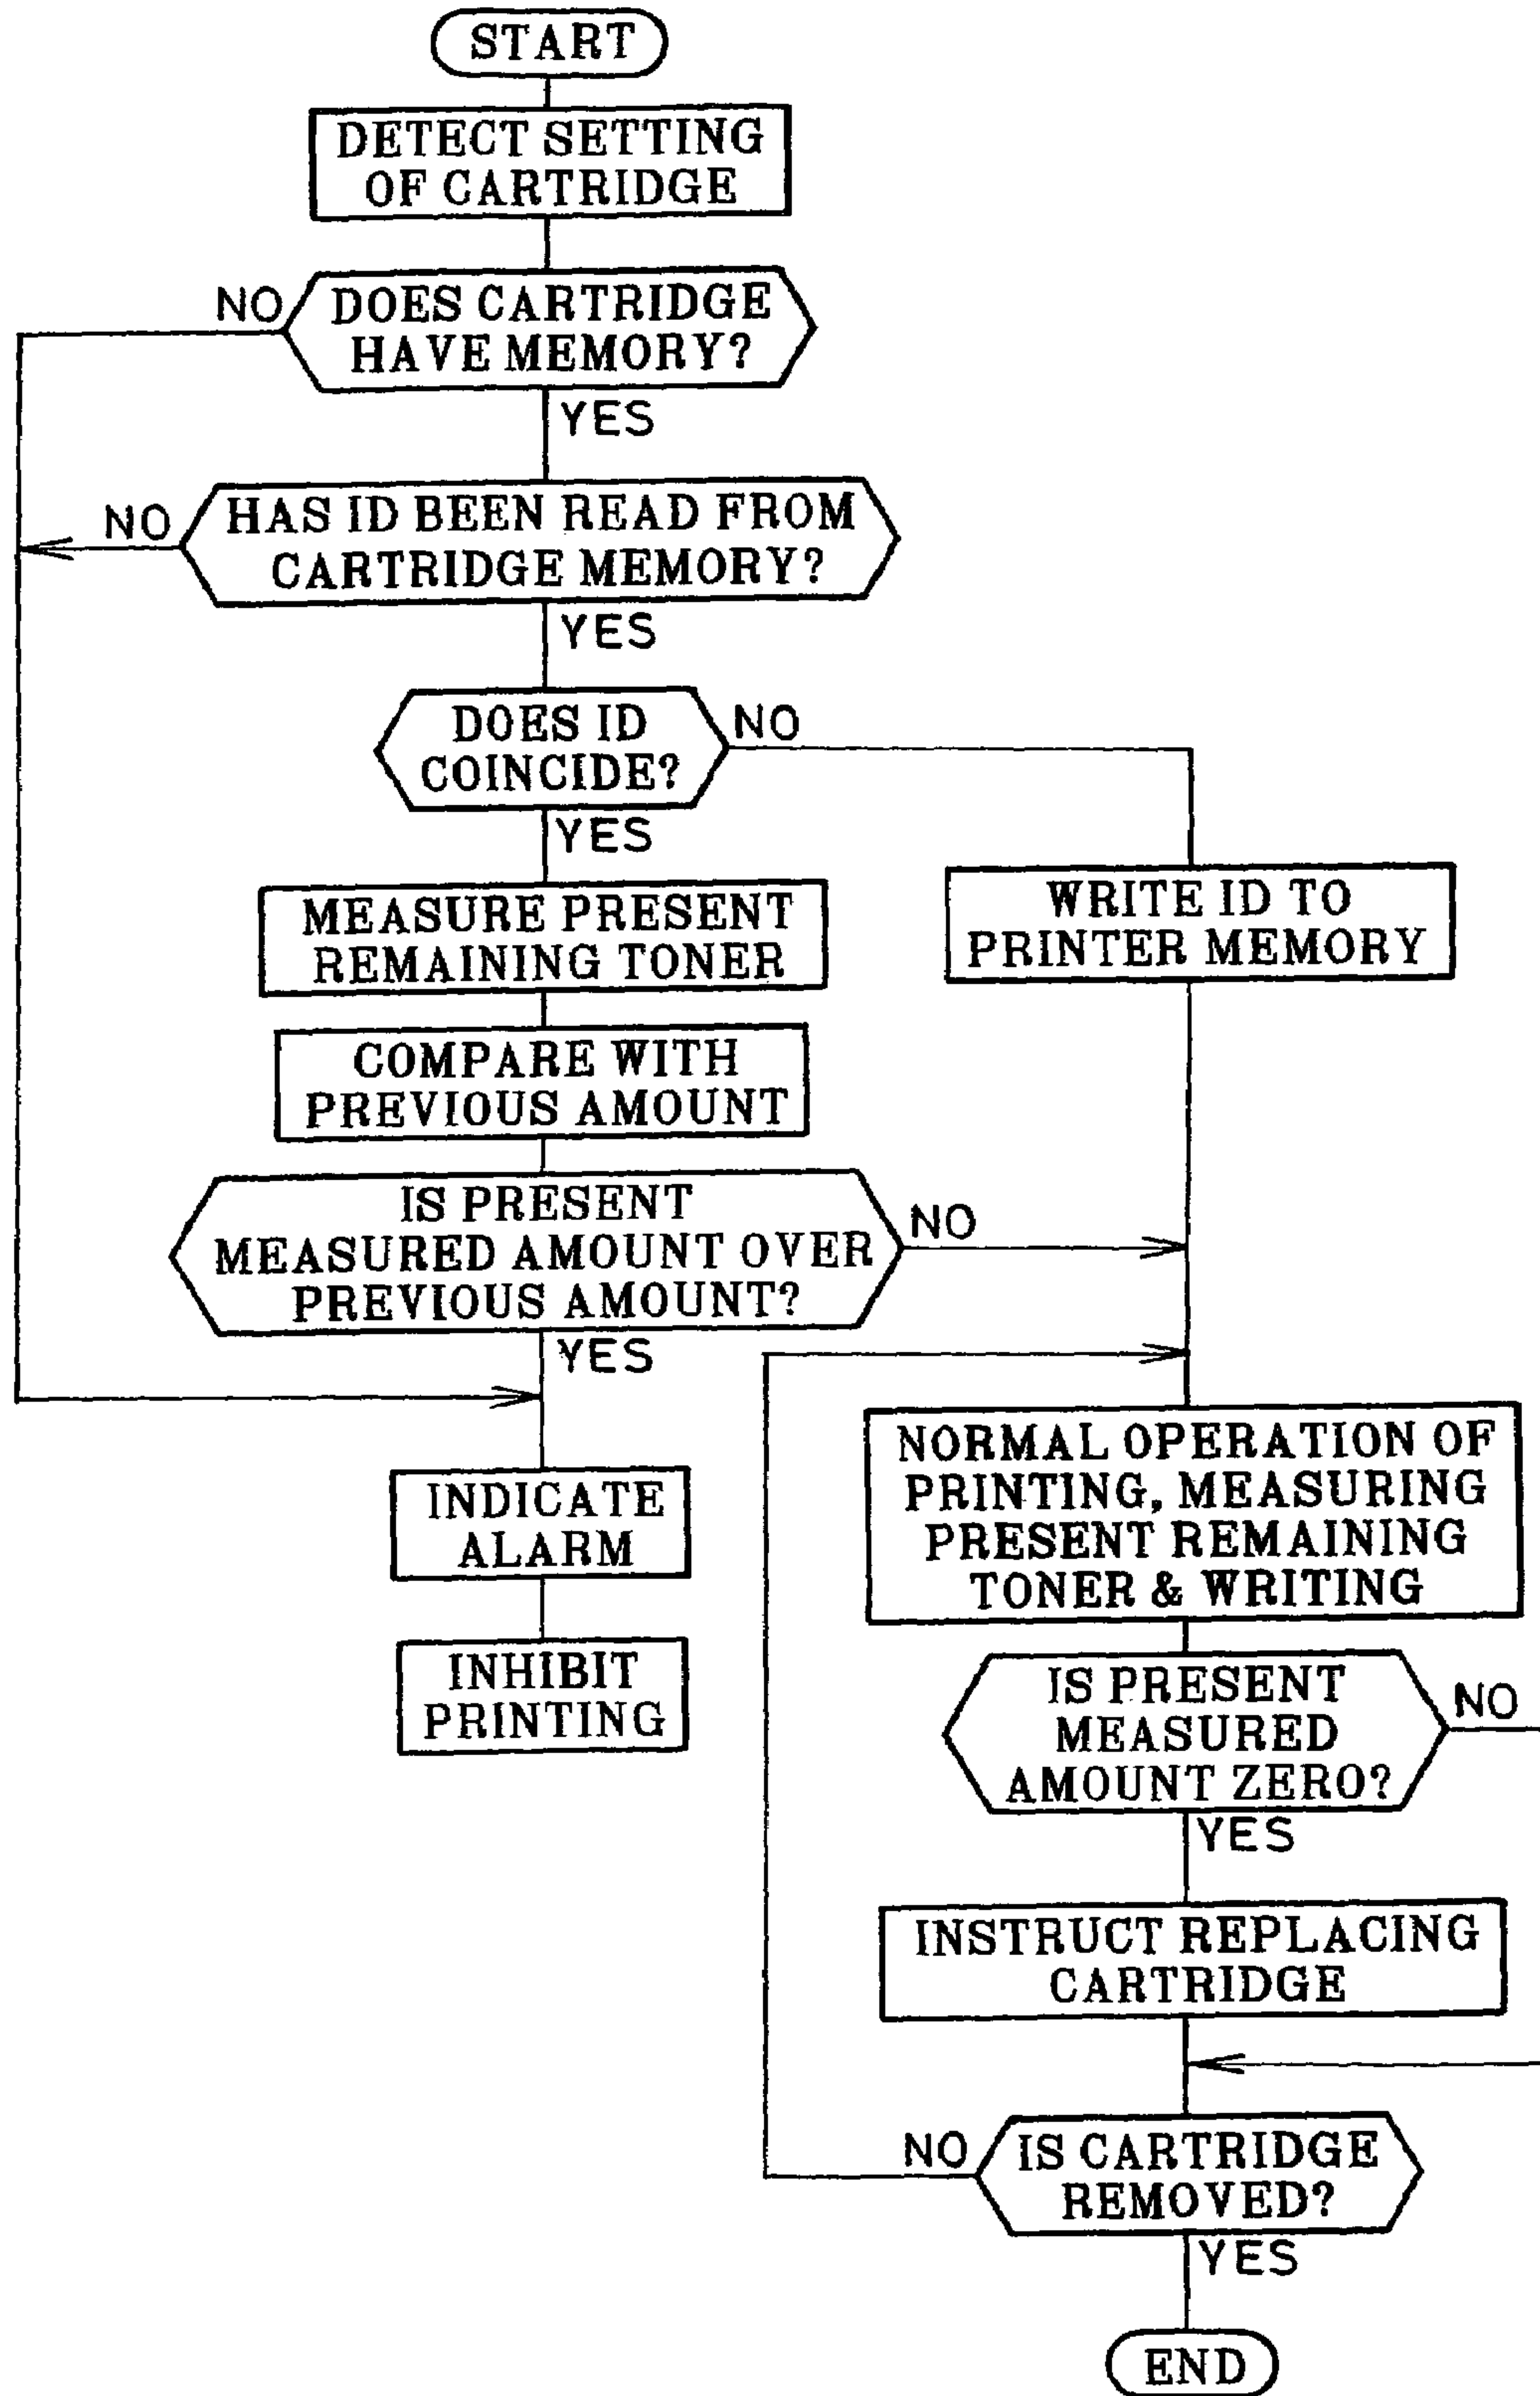 START
DETECT SETTING
OF CARTRIDGE
NO
DOES CARTRIDGE
HAVE MEMORY?
YES
NO
HAS ID BEEN READ FROM
CARTRIDGE MEMORY?
YES
DOES ID
COINCIDE?
NO
YES
MEASURE PRESENT
REMAINING TONER
WRITE ID TO
PRINTER MEMORY
COMPARE WITH
PREVIOUS AMOUNT
IS PRESENT
MEASURED AMOUNT OVER
PREVIOUS AMOUNT?
NO
YES
INDICATE
ALARM
INHIBIT
PRINTING
NORMAL OPERATION OF
PRINTING, MEASURING
PRESENT REMAINING
TONER & WRITING
IS PRESENT
MEASURED
AMOUNT ZERO?
NO
YES
INSTRUCT REPLACING
CARTRIDGE
NO
IS CARTRIDGE
REMOVED?
YES
END